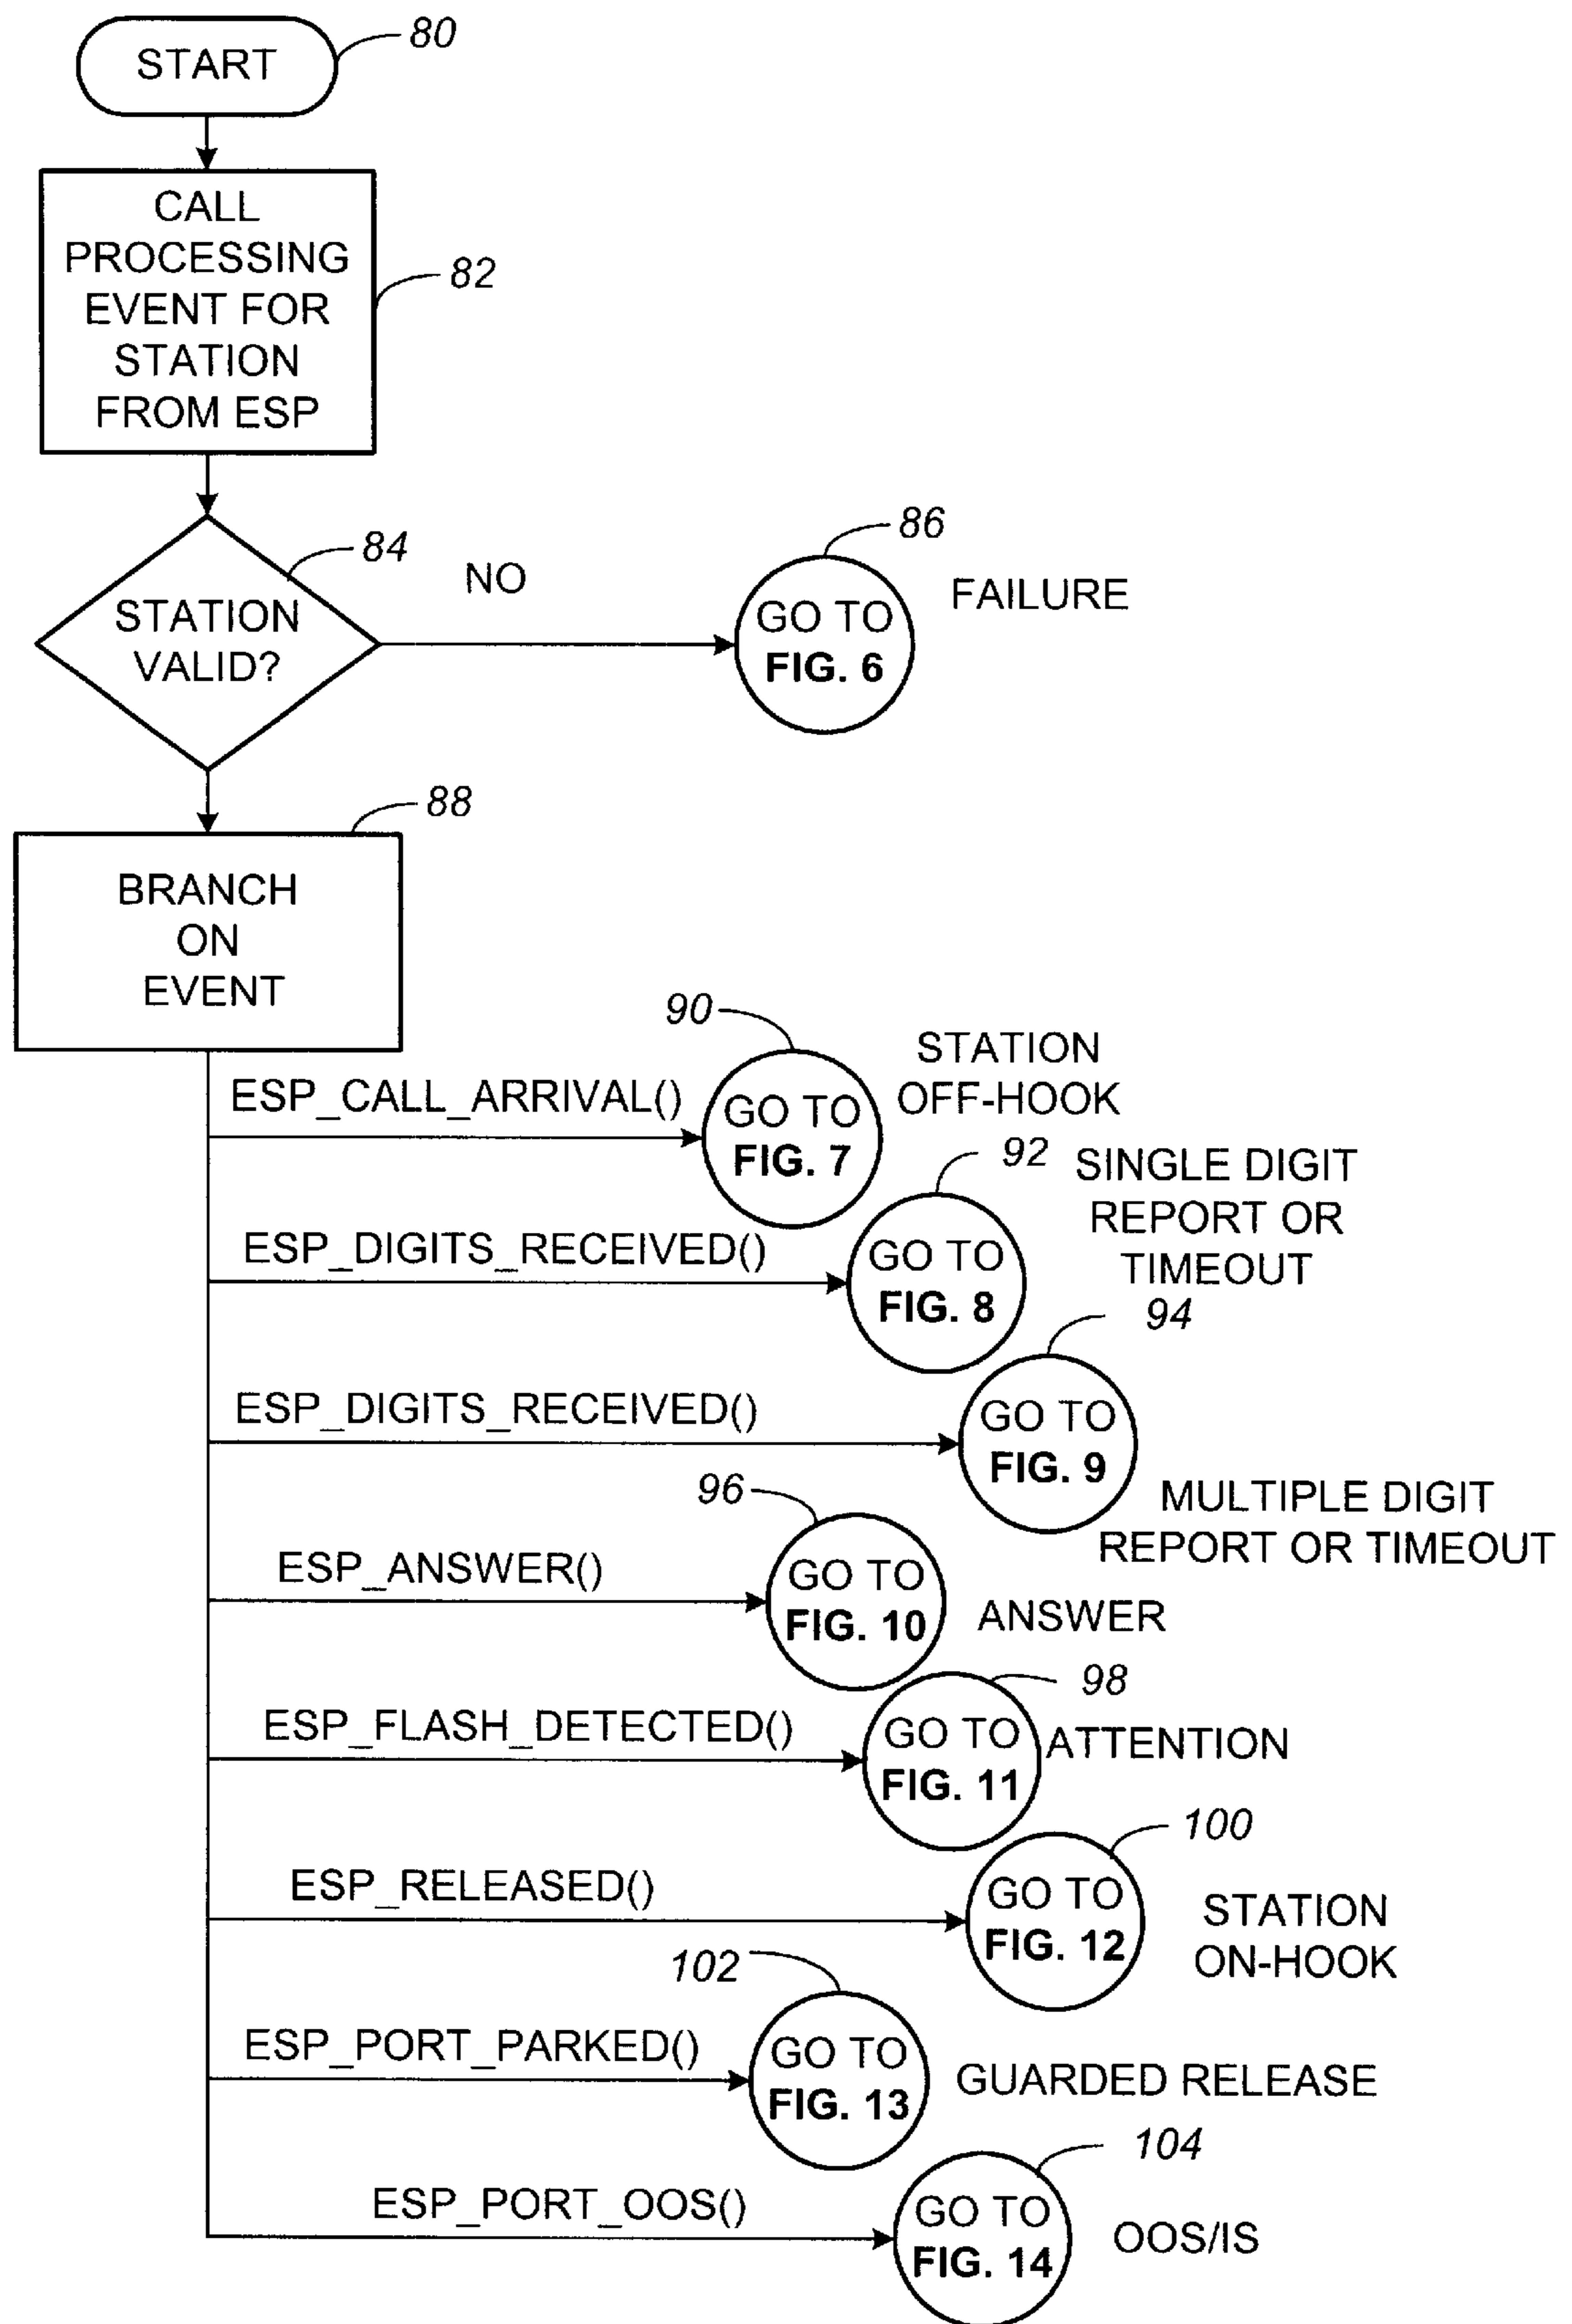 START
80
CALL
PROCESSING
EVENT FOR
STATION
FROM ESP
82
STATION
VALID?
84
NO
86
GO TO
FIG. 6
FAILURE
88
BRANCH
ON
EVENT
ESP_CALL_ARRIVAL()
90
GO TO
FIG. 7
STATION
OFF-HOOK
ESP_DIGITS_RECEIVED()
92
GO TO
FIG. 8
SINGLE DIGIT
REPORT OR
TIMEOUT
ESP_DIGITS_RECEIVED()
94
GO TO
FIG. 9
MULTIPLE DIGIT
REPORT OR TIMEOUT
ESP_ANSWER()
96
GO TO
FIG. 10
ANSWER
ESP_FLASH_DETECTED()
98
GO TO
FIG. 11
ATTENTION
ESP_RELEASED()
100
GO TO
FIG. 12
STATION
ON-HOOK
ESP_PORT_PARKED()
102
GO TO
FIG. 13
GUARDED RELEASE
ESP_PORT_OOS()
104
GO TO
FIG. 14
OOS/IS